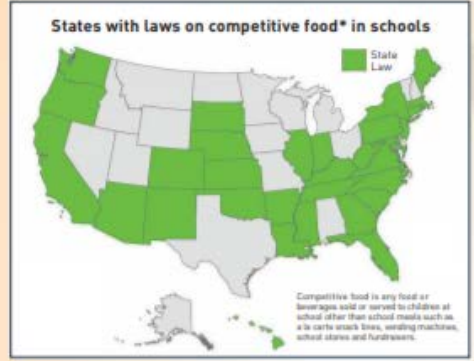 States with laws on competitive food* in schools
State
Law
Competitive food is any food or
beverages sold or served to children at
school other than school meals such as
a la carte snack lines, vending machines,
school stores and fundraisers.